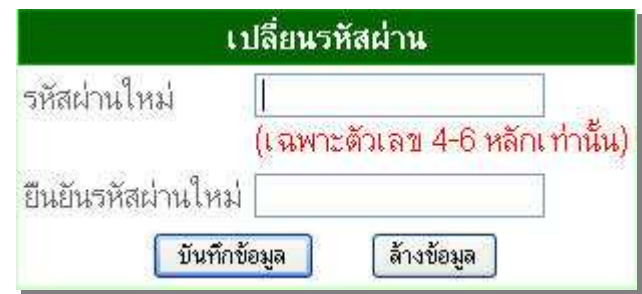 เปลี่ยนรหัสผ่าน
รหัสผ่านใหม่
(เฉพาะตัวเลข 4-6 หลักเท่านั้น)
ยืนยันรหัสผ่านใหม่
บันทึกข้อมูล ล้างข้อมูล